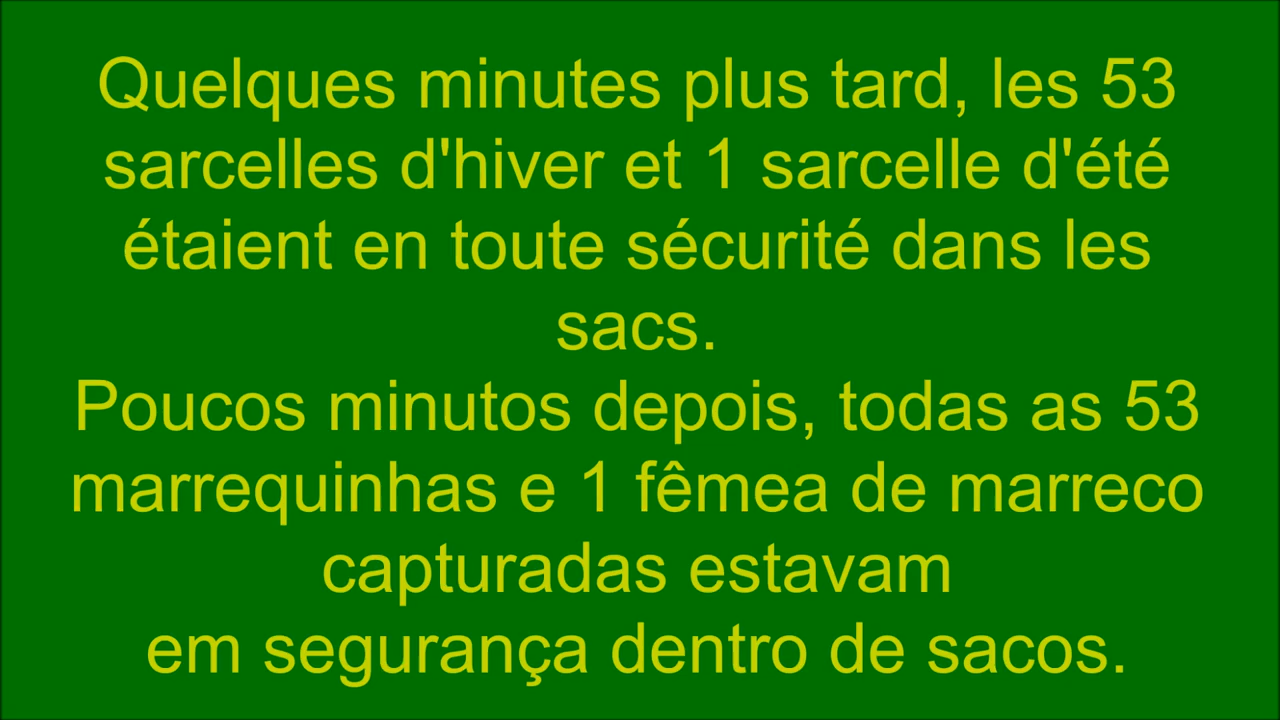 Quelques minutes plus tard, les 53
sarcelles d'hiver et 1 sarcelle d'été
étaient en toute sécurité dans les
sacs.
Poucos minutos depois, todas as 53
marrequinhas e 1 fêmea de marreco
capturadas estavam
em segurança dentro de sacos.